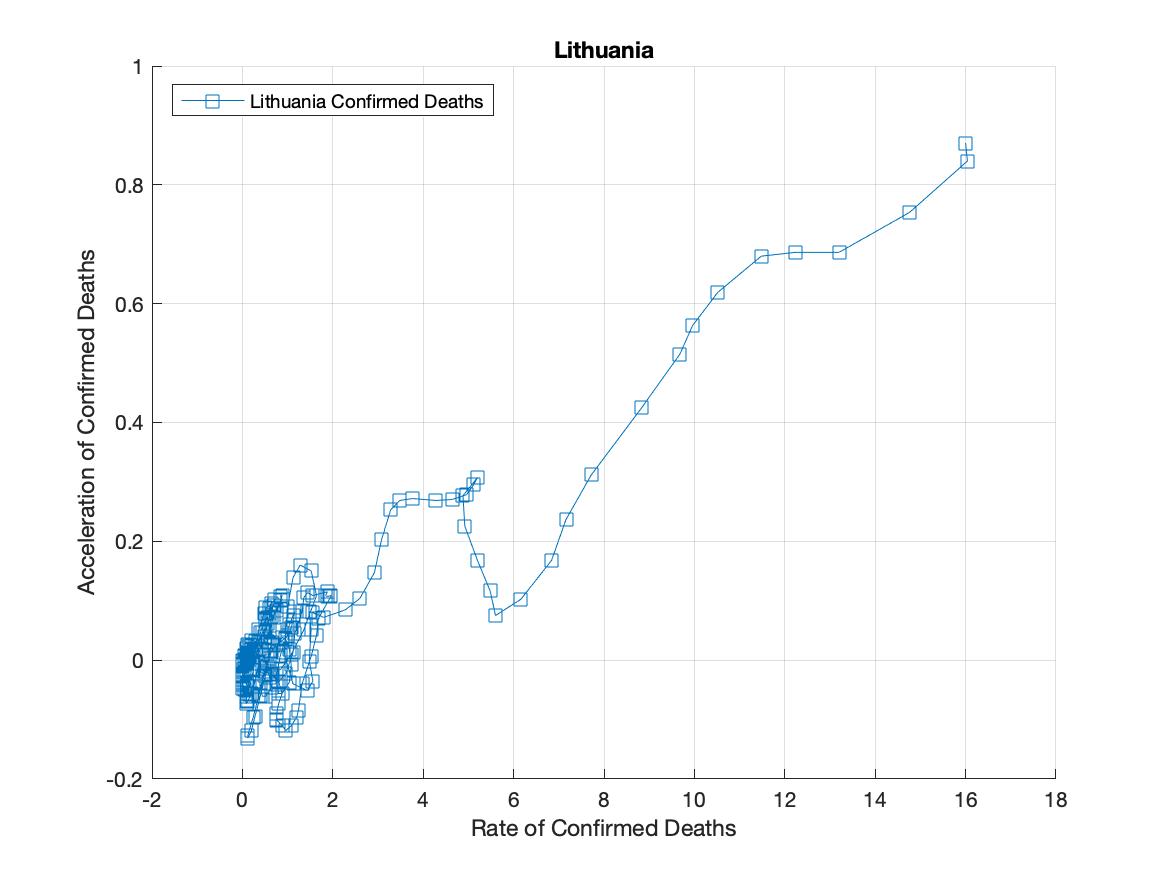 Lithuania
Lithuania Confirmed Deaths
Acceleration of Confirmed Deaths
1
0.8
0.6
0.4
0.2
0
-0.2
-2 0 2 4 6 8 10 12 14 16 18
Rate of Confirmed Deaths